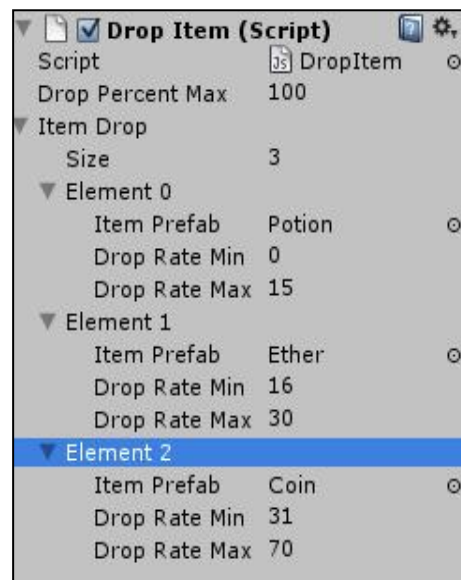 Drop Item (Script)
Script JS DropItem
Drop Percent Max 100
Item Drop
Size 3
Element 0
Item Prefab Potion
Drop Rate Min 0
Drop Rate Max 15
Element 1
Item Prefab Ether
Drop Rate Min 16
Drop Rate Max 30
Element 2
Item Prefab Coin
Drop Rate Min 31
Drop Rate Max 70